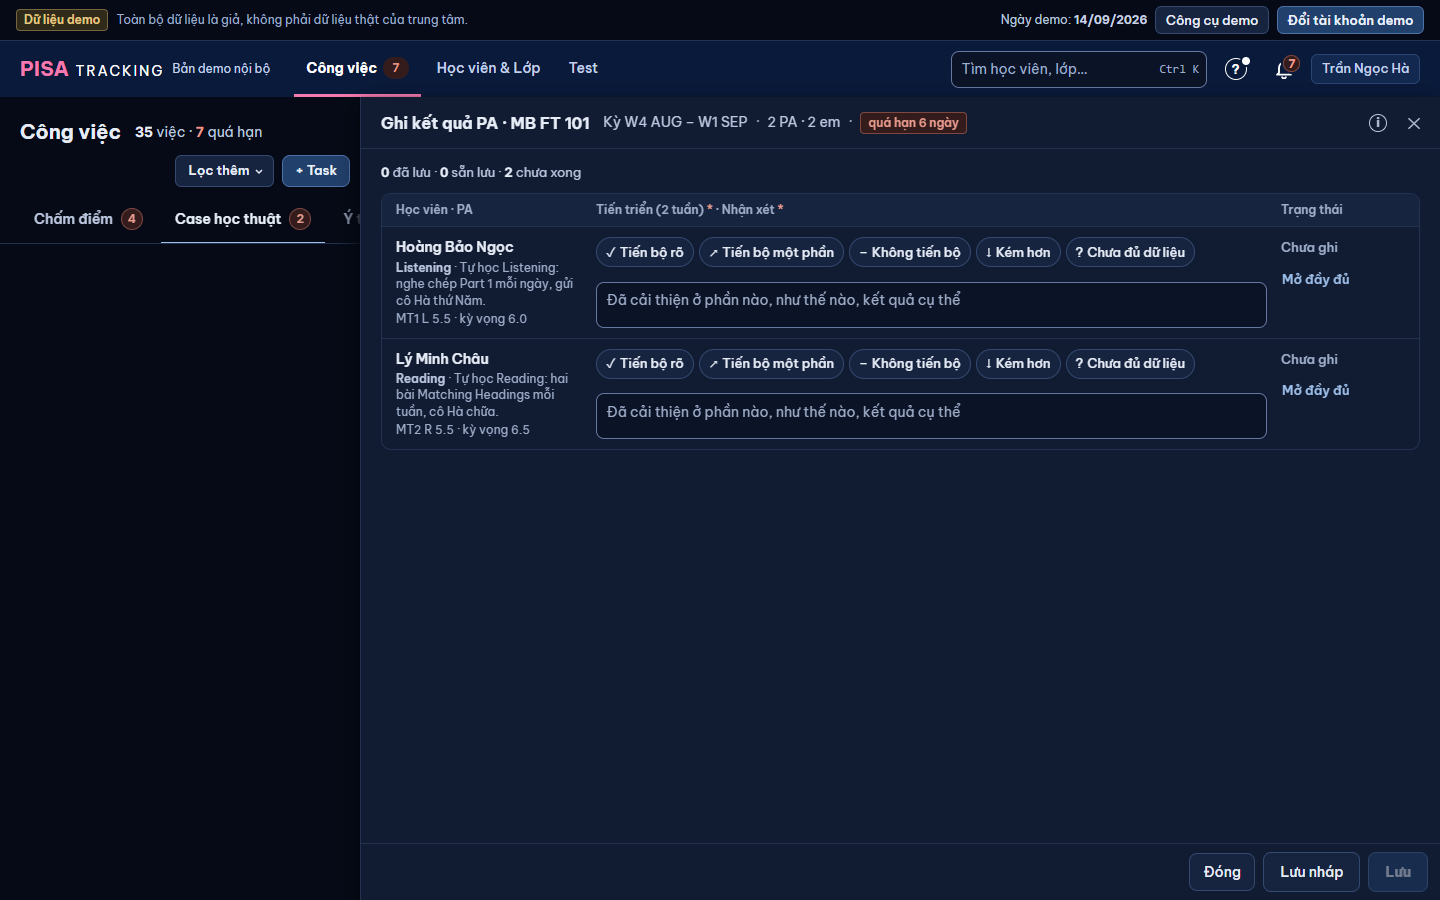 Dữ liệu demo Toàn bộ dữ liệu là giả, không phải dữ liệu thật của trung tâm. Ngày demo: 14/09/2026 Công cụ demo Đổi tài khoản demo
PISA TRACKING Bản demo nội bộ Công việc 7 Học viên & Lớp Test Tìm học viên, lớp... Ctrl K ? 7 Trần Ngọc Hà
Công việc 35 việc · 7 quá hạn
Lọc thêm + Task
Chấm điểm 4 Case học thuật 2 Ý t
Ghi kết quả PA · MB FT 101 Kỳ W4 AUG – W1 SEP · 2 PA · 2 em · quá hạn 6 ngày
0 đã lưu · 0 sẵn lưu · 2 chưa xong
Học viên · PA Tiến triển (2 tuần) * · Nhận xét * Trạng thái
Hoàng Bảo Ngọc
Listening · Tự học Listening:
nghe chép Part 1 mỗi ngày, gửi
cô Hà thứ Năm.
MT1 L 5.5 · kỳ vọng 6.0
✓ Tiến bộ rõ ↗ Tiến bộ một phần – Không tiến bộ ↓ Kém hơn ? Chưa đủ dữ liệu
Đã cải thiện ở phần nào, như thế nào, kết quả cụ thể
Chưa ghi
Mở đầy đủ
Lý Minh Châu
Reading · Tự học Reading: hai
bài Matching Headings mỗi
tuần, cô Hà chữa.
MT2 R 5.5 · kỳ vọng 6.5
✓ Tiến bộ rõ ↗ Tiến bộ một phần – Không tiến bộ ↓ Kém hơn ? Chưa đủ dữ liệu
Đã cải thiện ở phần nào, như thế nào, kết quả cụ thể
Chưa ghi
Mở đầy đủ
Đóng Lưu nháp Lưu